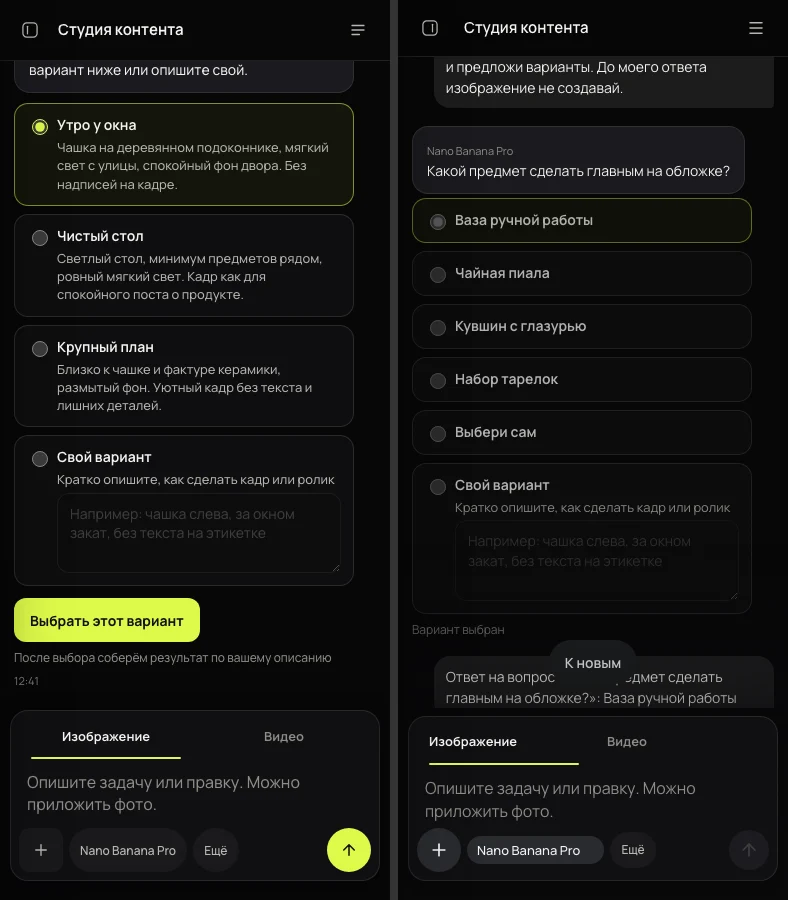 Студия контента
вариант ниже или опишите свой.
Утро у окна
Чашка на деревянном подоконнике, мягкий
свет с улицы, спокойный фон двора. Без
надписей на кадре.
Чистый стол
Светлый стол, минимум предметов рядом,
ровный мягкий свет. Кадр как для
спокойного поста о продукте.
Крупный план
Близко к чашке и фактуре керамики,
размытый фон. Уютный кадр без текста и
лишних деталей.
Свой вариант
Кратко опишите, как сделать кадр или ролик
Например: чашка слева, за окном
закат, без текста на этикетке
Выбрать этот вариант
После выбора соберём результат по вашему описанию
12:41
Изображение Видео
Опишите задачу или правку. Можно
приложить фото.
Nano Banana Pro Ещё
Студия контента
и предложи варианты. До моего ответа
изображение не создавай.
Nano Banana Pro
Какой предмет сделать главным на обложке?
Ваза ручной работы
Чайная пиала
Кувшин с глазурью
Набор тарелок
Выбери сам
Свой вариант
Кратко опишите, как сделать кадр или ролик
Например: чашка слева, за окном
закат, без текста на этикетке
Вариант выбран
К новым
Ответ на вопрос сделать
главным на обложке?»: Ваза ручной работы
Изображение Видео
Опишите задачу или правку. Можно
приложить фото.
Nano Banana Pro Ещё